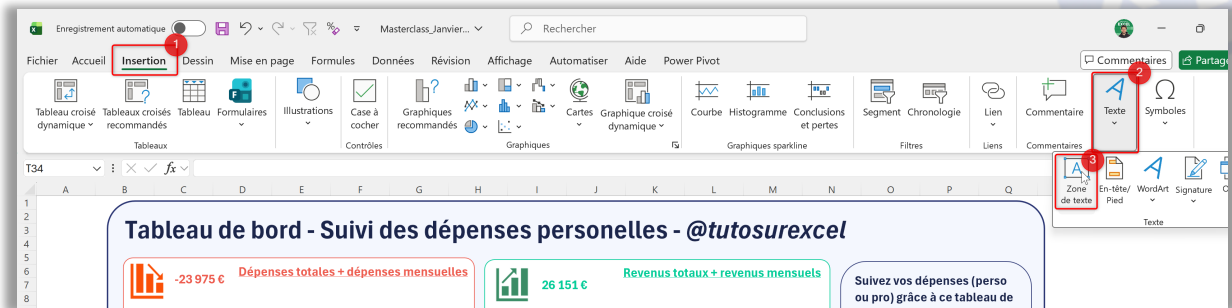 Enregistrement automatique
Masterclass_Janvier...
Rechercher
1
Fichier Accueil Insertion Dessin Mise en page Formules Données Révision Affichage Automatiser Aide Power Pivot
Commentaires
Partage
2
Tableau croisé dynamique
Tableaux croisés recommandés
Tableau
Formulaires
Illustrations
Case à cocher
Graphiques recommandés
Cartes
Graphique croisé dynamique
Courbe
Histogramme
Conclusions et pertes
Segment
Chronologie
Lien
Commentaire
Texte
Symboles
Tableaux
Contrôles
Graphiques
Graphiques sparkline
Filtres
Liens
Commentaires
3
Zone de texte
En-tête/ Pied
WordArt
Signature
Texte
T34
fx
A B C D E F G H I J K L M N O P Q
1
2
3
4
5
6
7
8
Tableau de bord - Suivi des dépenses personelles - @tutosurexcel
-23 975 €
Dépenses totales + dépenses mensuelles
26 151 €
Revenus totaux + revenus mensuels
Suivez vos dépenses (perso
ou pro) grâce à ce tableau de